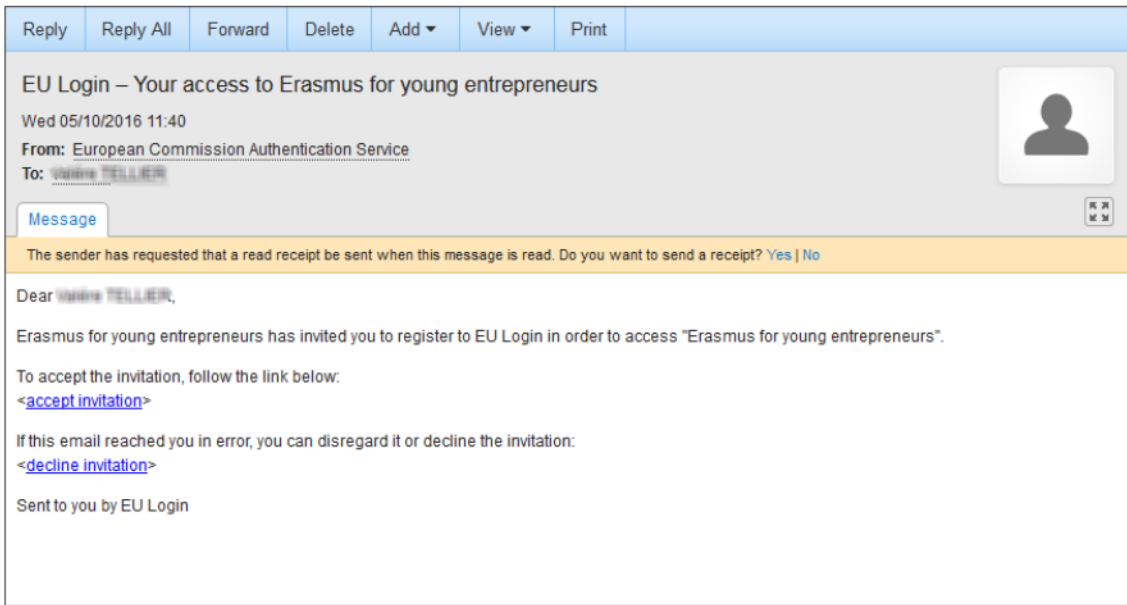 Reply Reply All Forward Delete Add View Print
EU Login – Your access to Erasmus for young entrepreneurs
Wed 05/10/2016 11:40
From: European Commission Authentication Service
To:
Message
The sender has requested that a read receipt be sent when this message is read. Do you want to send a receipt? Yes | No
Dear
Erasmus for young entrepreneurs has invited you to register to EU Login in order to access "Erasmus for young entrepreneurs".
To accept the invitation, follow the link below:
<accept invitation>
If this email reached you in error, you can disregard it or decline the invitation:
<decline invitation>
Sent to you by EU Login